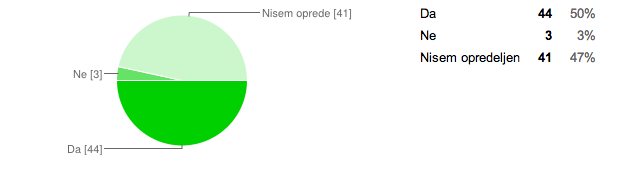 Nisem oprede [41]
Ne [3]
Da [44]
Da 44 50%
Ne 3 3%
Nisem opredeljen 41 47%